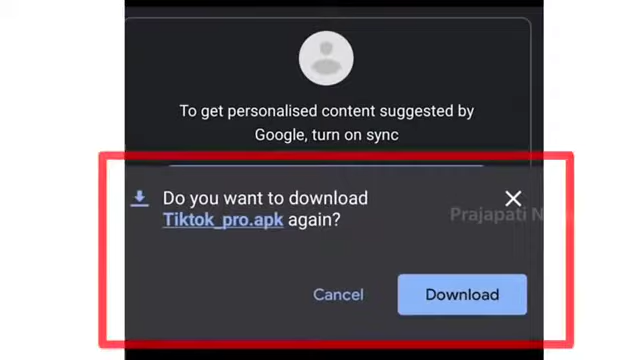 To get personalised content suggested by
Google, turn on sync
Do you want to download
Tiktok_pro.apk again?
Prajapati N
Cancel
Download